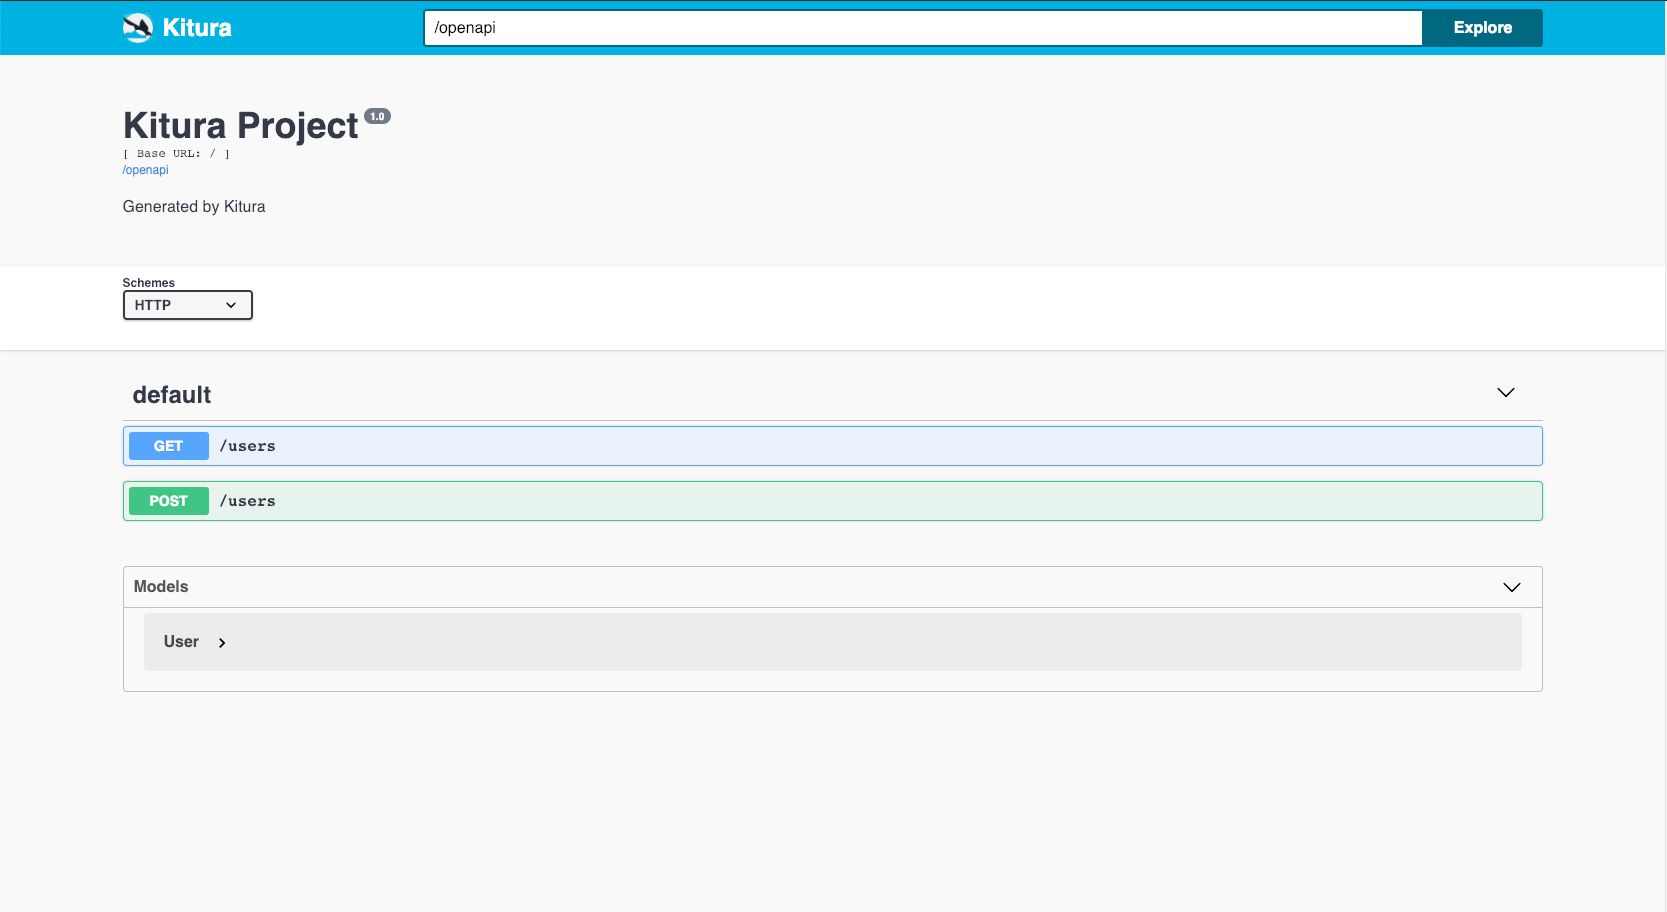 Kitura
/openapi
Explore
Kitura Project 1.0
[ Base URL: / ]
/openapi
Generated by Kitura
Schemes
HTTP
default
GET /users
POST /users
Models
User